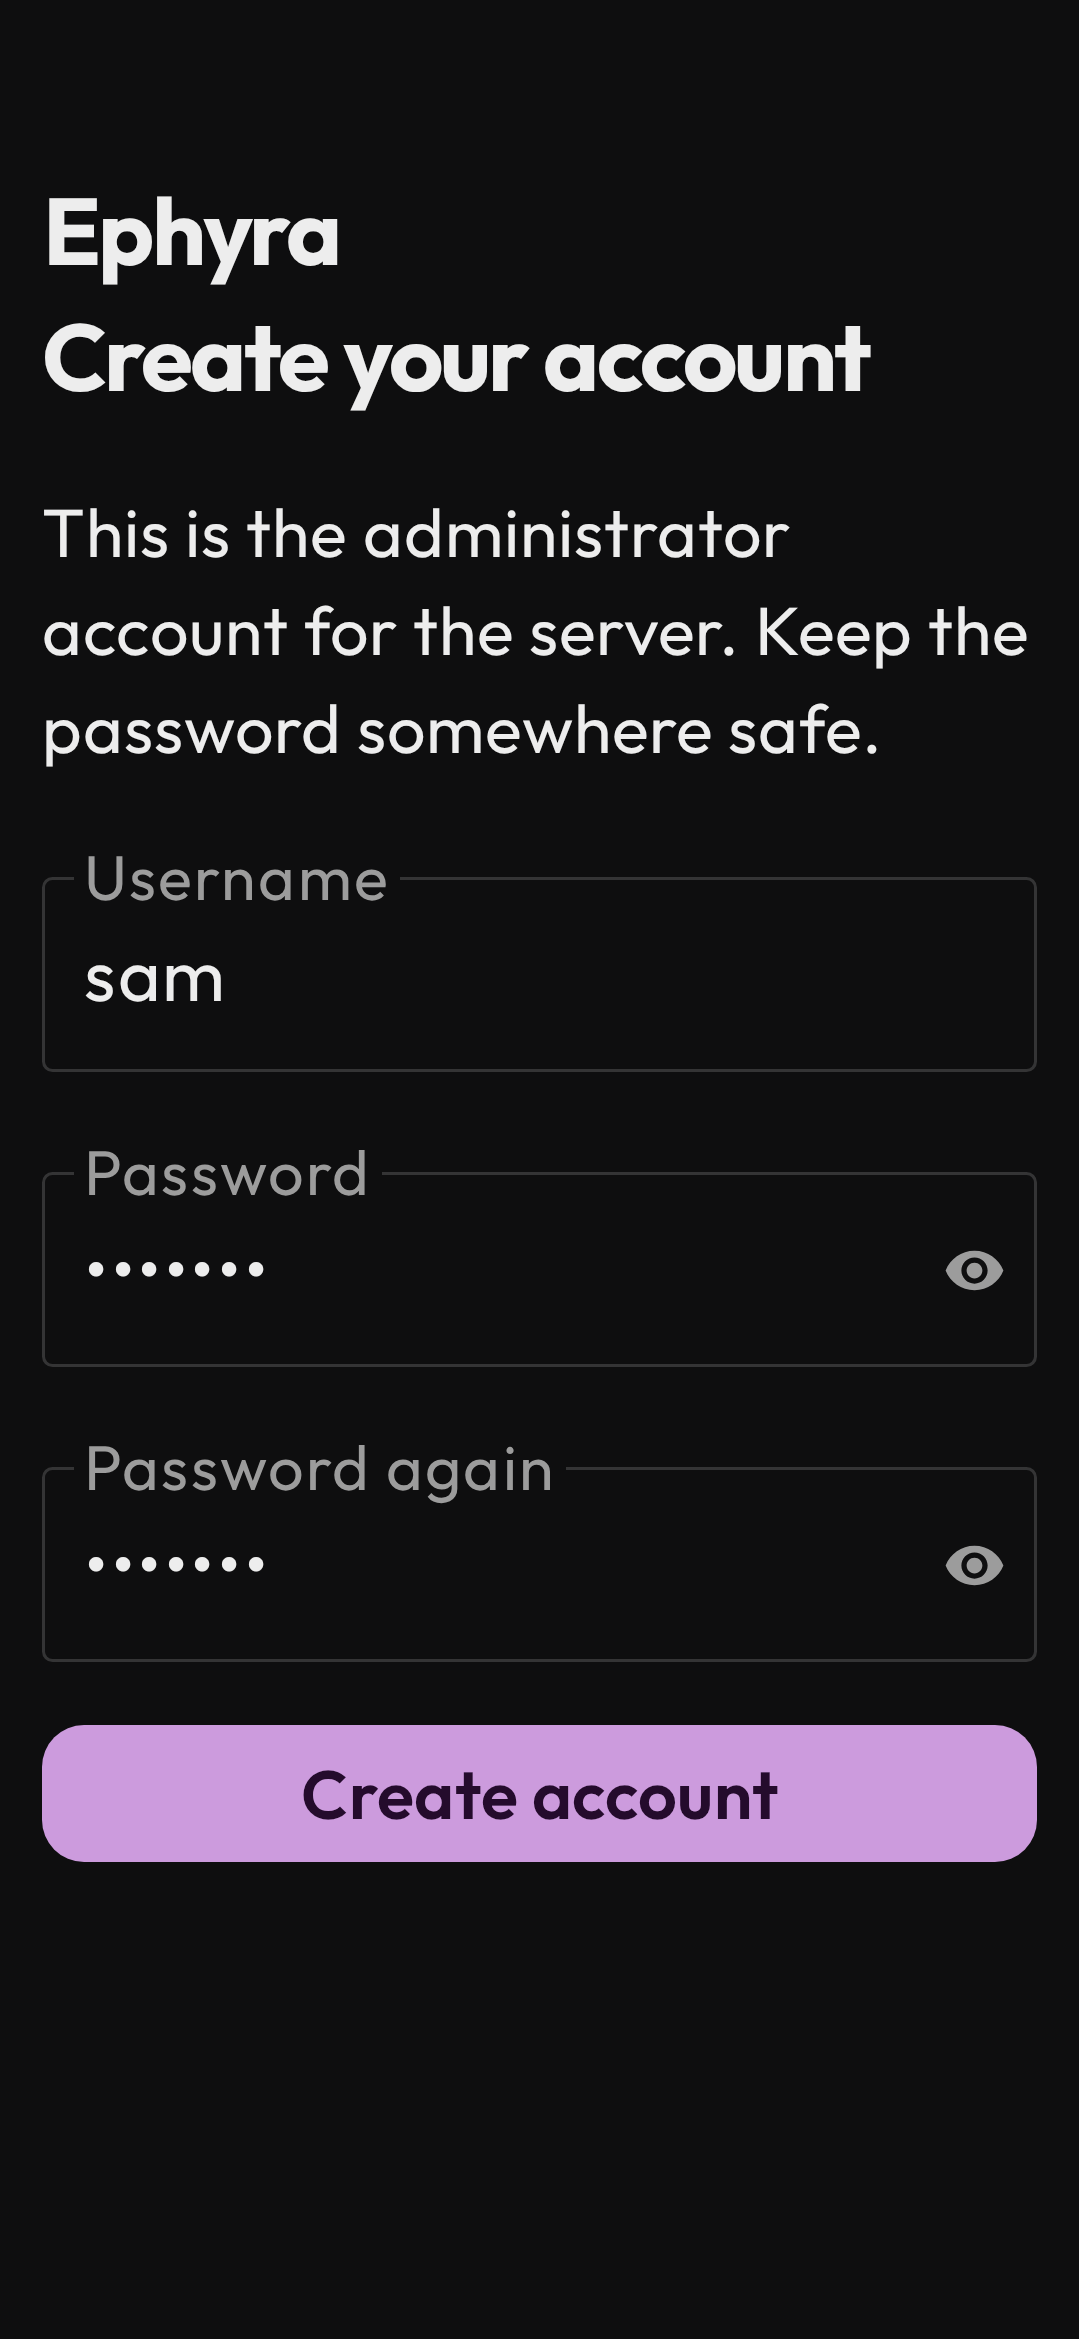 Ephyra
Create your account
This is the administrator
account for the server. Keep the
password somewhere safe.
Username
sam
Password
•••••••
Password again
•••••••
Create account